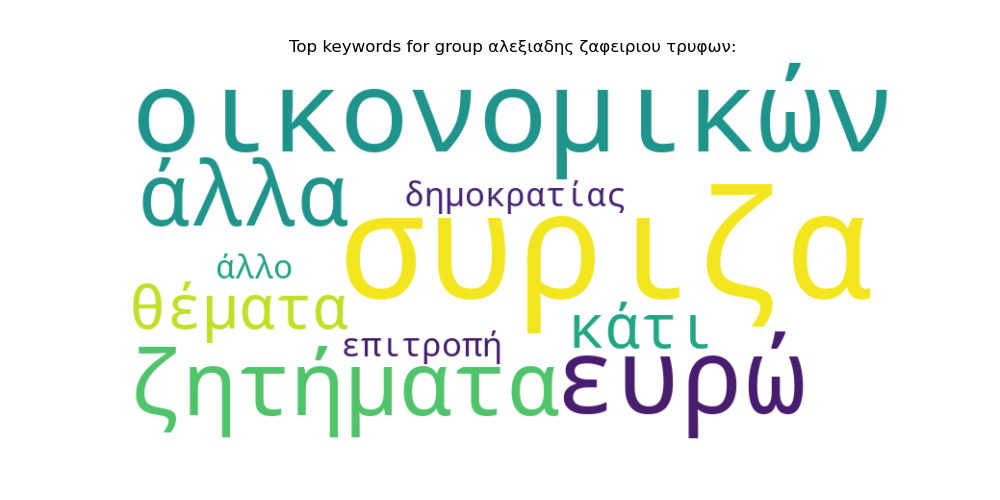 Top keywords for group αλεξιαδης ζαφειριου τρυφων:
οικονομικών
άλλα
δημοκρατίας
συριζα
άλλο
θέματα
κάτι
επιτροπή
ζητήματα
ευρώ